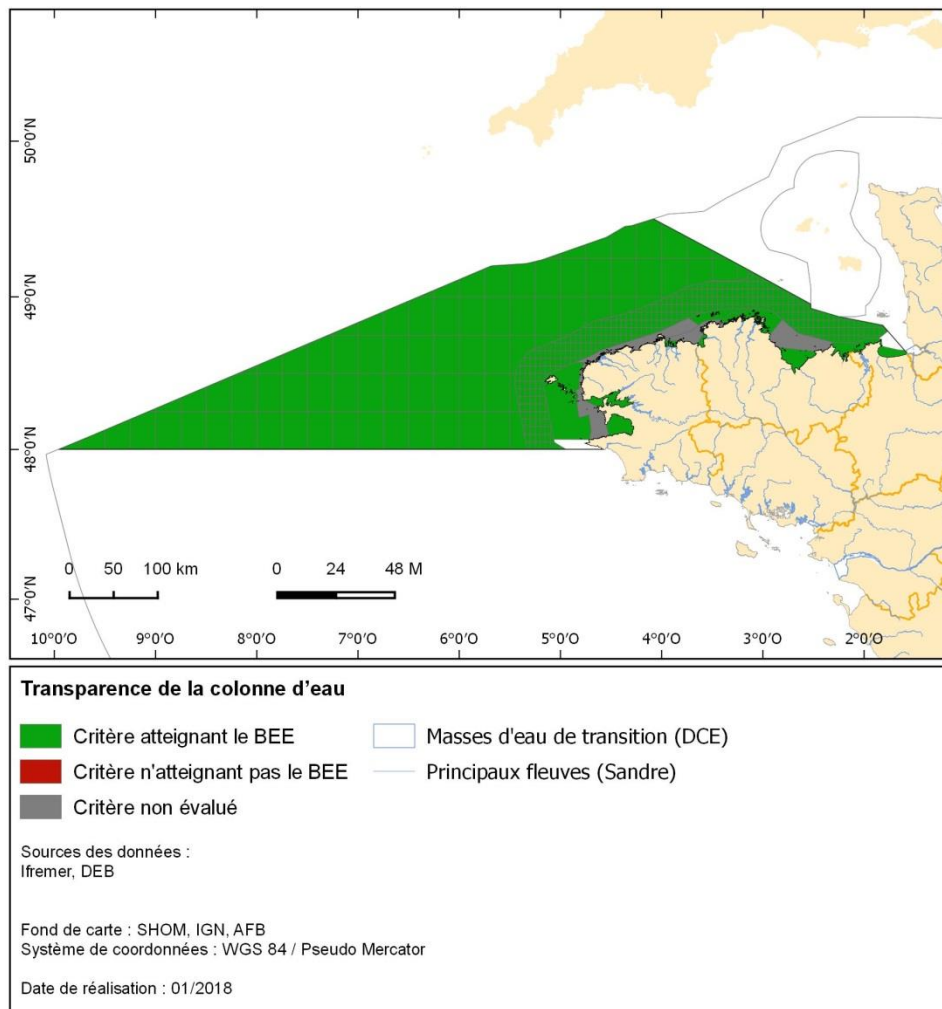 50°0'N
49°0'N
48°0'N
47°0'N
0 50 100 km
0 24 48 M
10°0'O 9°0'O 8°0'O 7°0'O 6°0'O 5°0'O 4°0'O 3°0'O 2°0'O
Transparence de la colonne d'eau
Critère atteignant le BEE
Critère n'atteignant pas le BEE
Critère non évalué
Masses d'eau de transition (DCE)
Principaux fleuves (Sandre)
Sources des données :
Ifremer, DEB
Fond de carte : SHOM, IGN, AFB
Système de coordonnées : WGS 84 / Pseudo Mercator
Date de réalisation : 01/2018